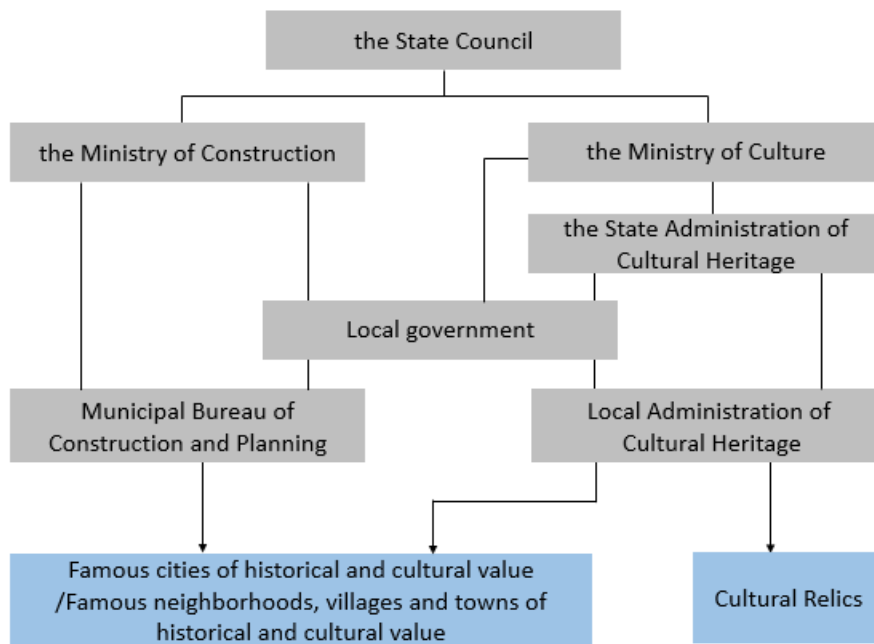 the State Council
the Ministry of Construction
the Ministry of Culture
the State Administration of
Cultural Heritage
Local government
Municipal Bureau of
Construction and Planning
Local Administration of
Cultural Heritage
Famous cities of historical and cultural value
/Famous neighborhoods, villages and towns of
historical and cultural value
Cultural Relics